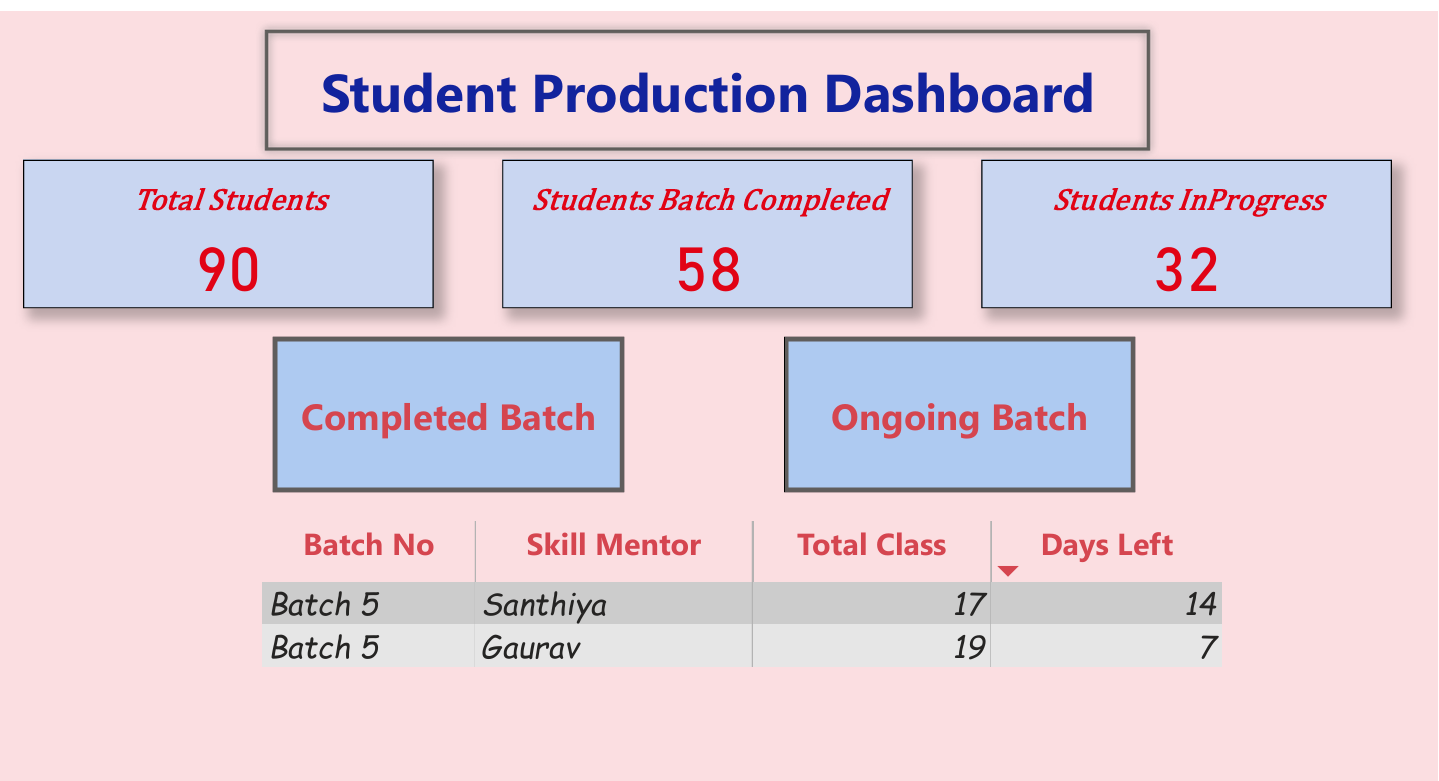 Student Production Dashboard
Total Students
90
Students Batch Completed
58
Students InProgress
32
Completed Batch
Ongoing Batch
Batch No Skill Mentor Total Class Days Left
Batch 5 Santhiya 17 14
Batch 5 Gaurav 19 7